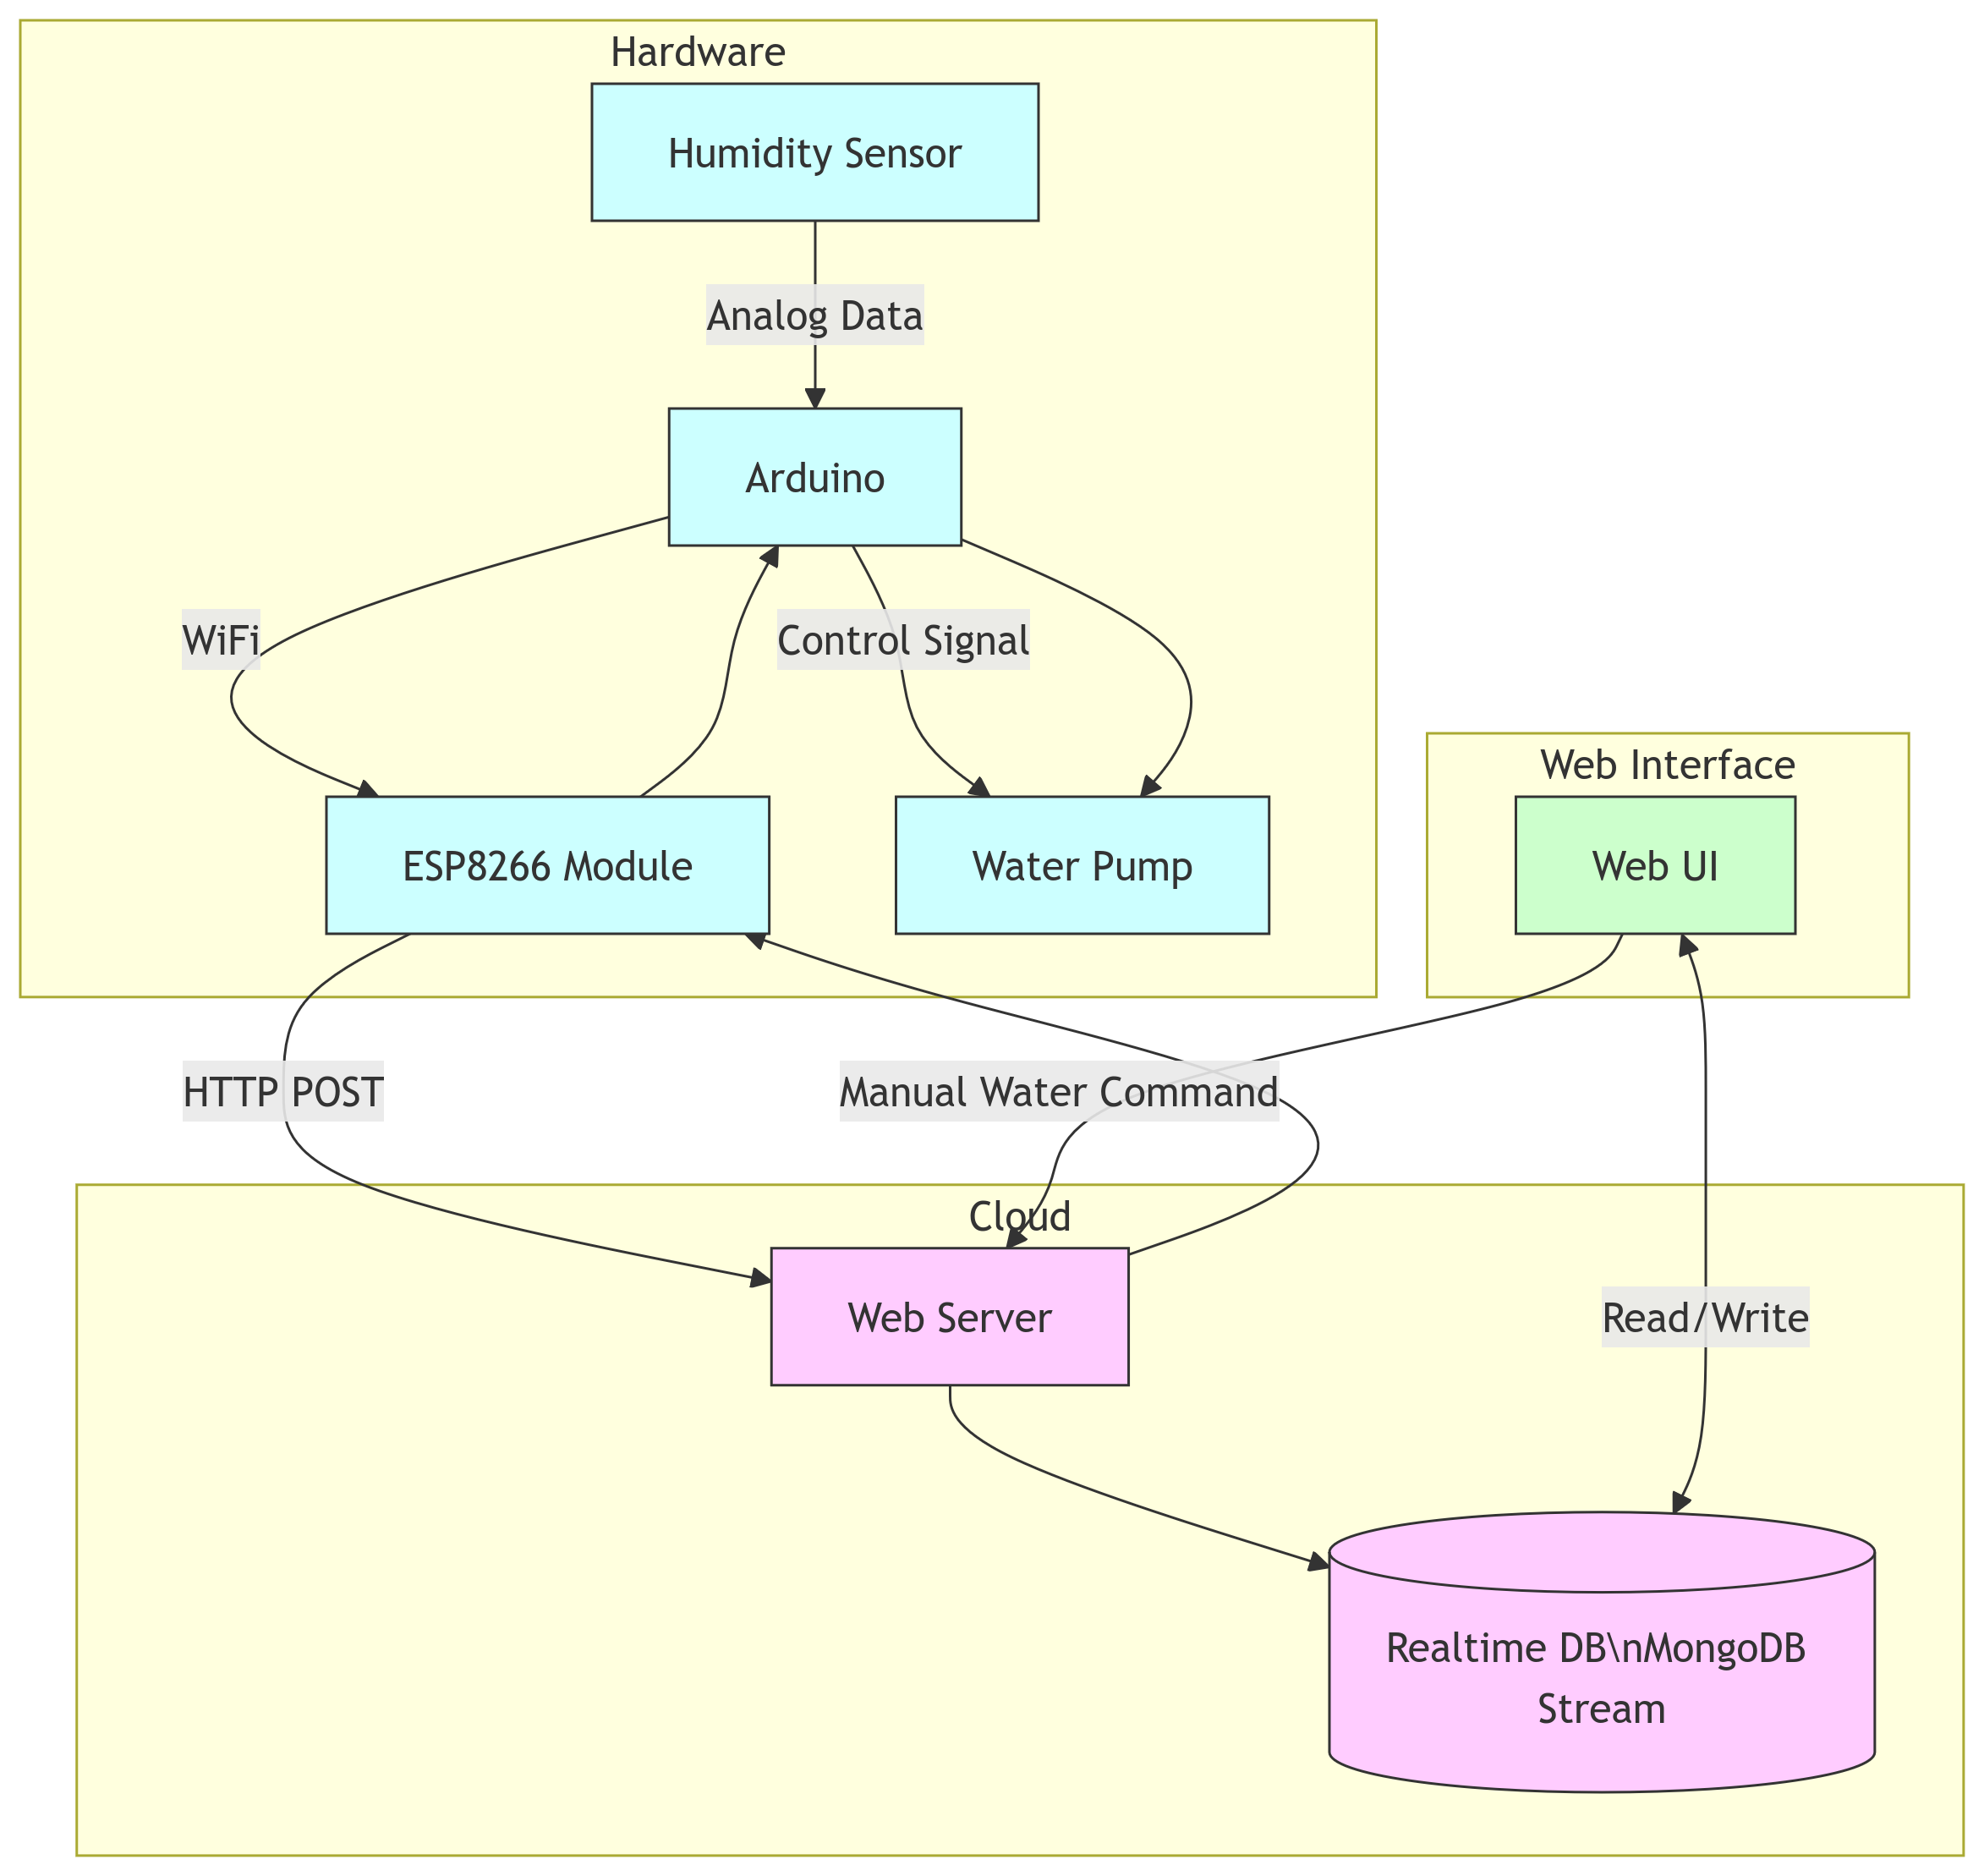 Hardware
Humidity Sensor
Analog Data
Arduino
WiFi
Control Signal
ESP8266 Module
Water Pump
Web Interface
Web UI
HTTP POST
Manual Water Command
Cloud
Web Server
Read/Write
Realtime DB\nMongoDB
Stream